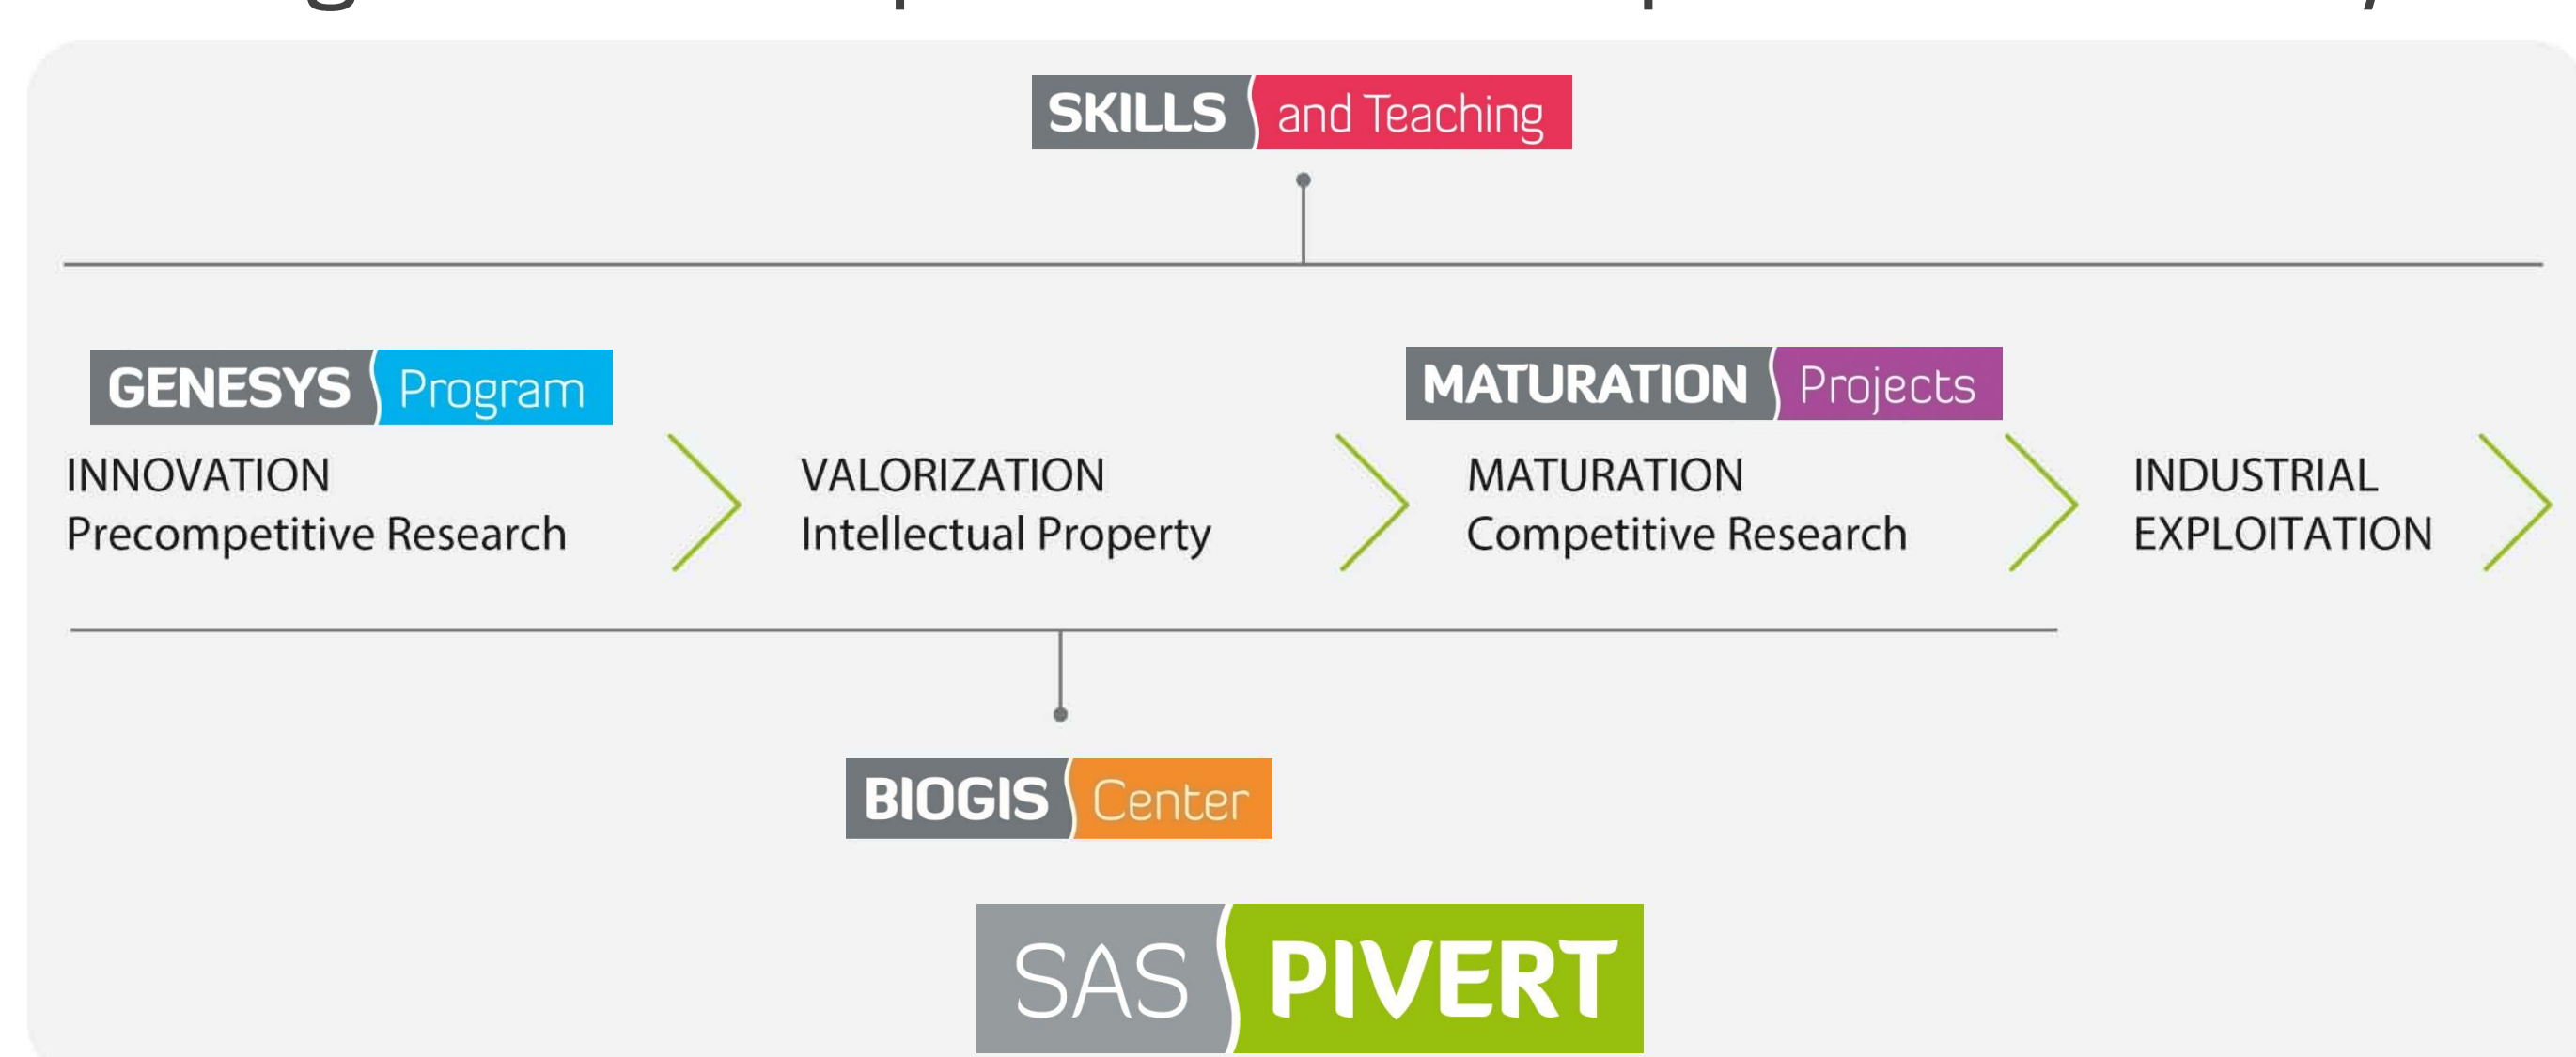 SKILLS and Teaching
GENESYS Program
MATURATION Projects
INNOVATION
Precompetitive Research
VALORIZATION
Intellectual Property
MATURATION
Competitive Research
INDUSTRIAL
EXPLOITATION
BIOGIS Center
SAS PIVERT